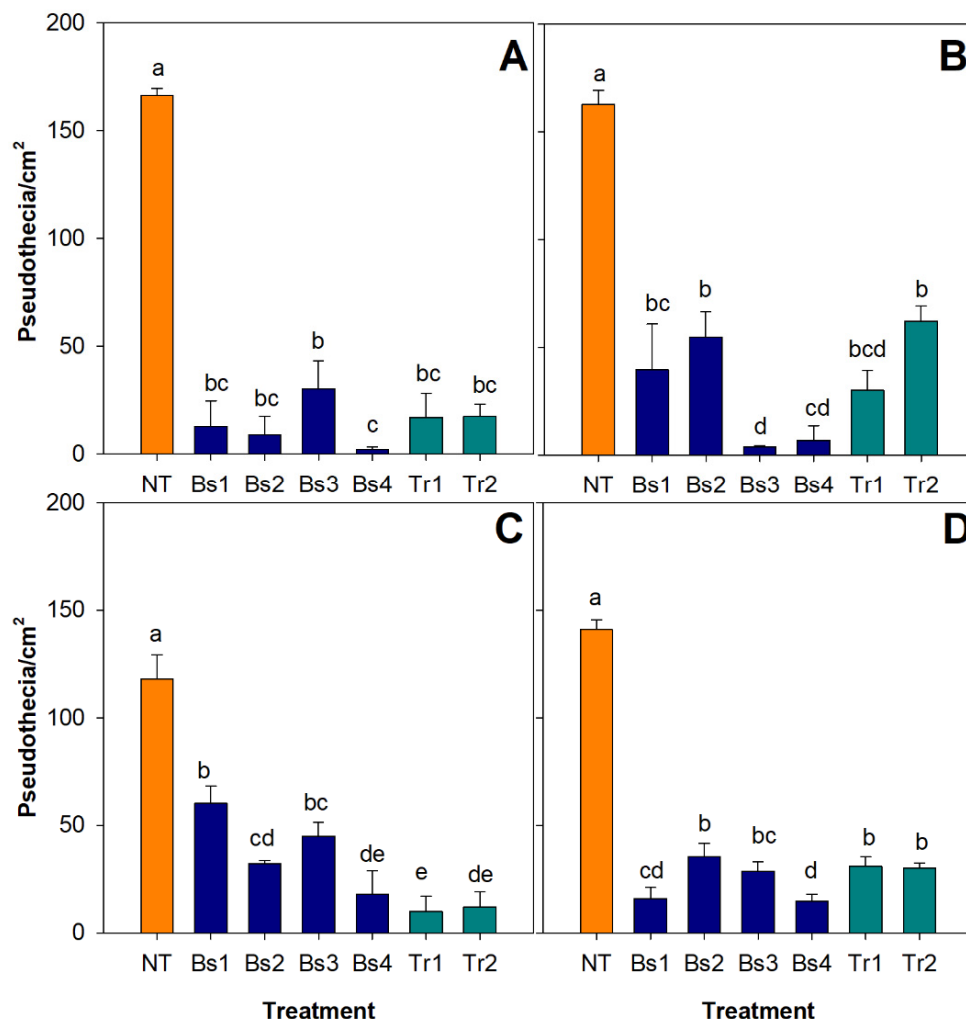 200
150
100
50
0
Pseudothecia/cm²
A
a
bc
bc
b
c
bc
bc
NT Bs1 Bs2 Bs3 Bs4 Tr1 Tr2
B
a
bc
b
d
cd
bcd
b
NT Bs1 Bs2 Bs3 Bs4 Tr1 Tr2
200
150
100
50
0
Pseudothecia/cm²
C
a
b
cd
bc
de
e
de
NT Bs1 Bs2 Bs3 Bs4 Tr1 Tr2
Treatment
D
a
cd
b
bc
d
b
b
NT Bs1 Bs2 Bs3 Bs4 Tr1 Tr2
Treatment